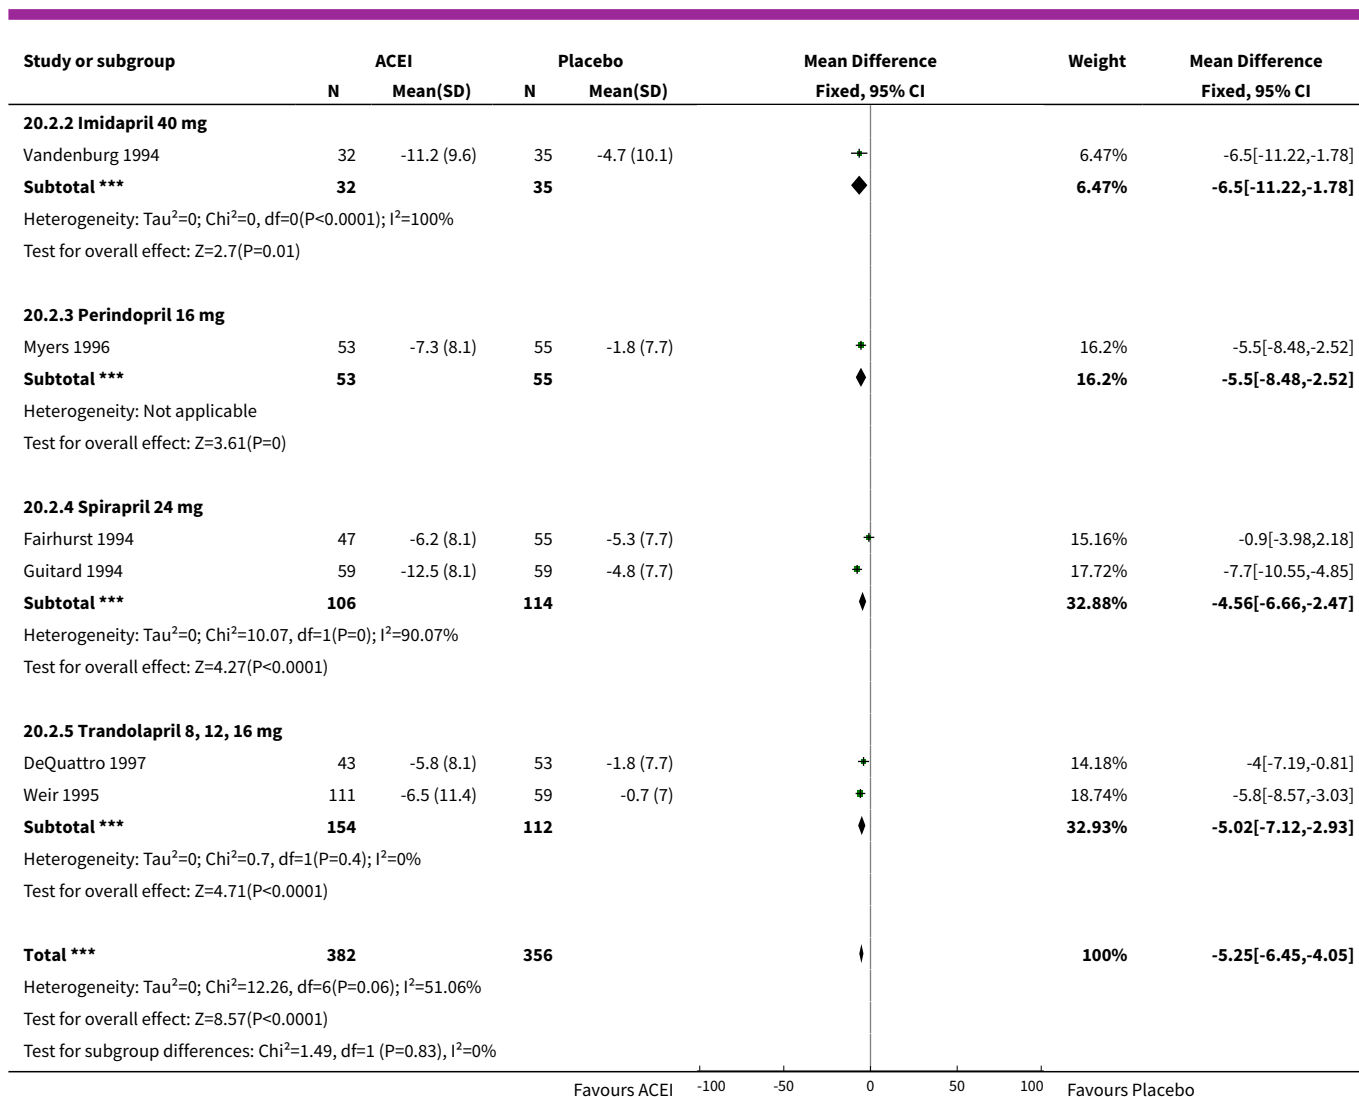 Study or subgroup ACEI Placebo Mean Difference Weight Mean Difference
N Mean(SD) N Mean(SD) Fixed, 95% CI Fixed, 95% CI
20.2.2 Imidapril 40 mg
Vandenburg 1994 32 -11.2 (9.6) 35 -4.7 (10.1) 6.47% -6.5[-11.22,-1.78]
Subtotal *** 32 35 6.47% -6.5[-11.22,-1.78]
Heterogeneity: Tau²=0; Chi²=0, df=0(P<0.0001); I²=100%
Test for overall effect: Z=2.7(P=0.01)
20.2.3 Perindopril 16 mg
Myers 1996 53 -7.3 (8.1) 55 -1.8 (7.7) 16.2% -5.5[-8.48,-2.52]
Subtotal *** 53 55 16.2% -5.5[-8.48,-2.52]
Heterogeneity: Not applicable
Test for overall effect: Z=3.61(P=0)
20.2.4 Spirapril 24 mg
Fairhurst 1994 47 -6.2 (8.1) 55 -5.3 (7.7) 15.16% -0.9[-3.98,2.18]
Guitard 1994 59 -12.5 (8.1) 59 -4.8 (7.7) 17.72% -7.7[-10.55,-4.85]
Subtotal *** 106 114 32.88% -4.56[-6.66,-2.47]
Heterogeneity: Tau²=0; Chi²=10.07, df=1(P=0); I²=90.07%
Test for overall effect: Z=4.27(P<0.0001)
20.2.5 Trandolapril 8, 12, 16 mg
DeQuattro 1997 43 -5.8 (8.1) 53 -1.8 (7.7) 14.18% -4[-7.19,-0.81]
Weir 1995 111 -6.5 (11.4) 59 -0.7 (7) 18.74% -5.8[-8.57,-3.03]
Subtotal *** 154 112 32.93% -5.02[-7.12,-2.93]
Heterogeneity: Tau²=0; Chi²=0.7, df=1(P=0.4); I²=0%
Test for overall effect: Z=4.71(P<0.0001)
Total *** 382 356 100% -5.25[-6.45,-4.05]
Heterogeneity: Tau²=0; Chi²=12.26, df=6(P=0.06); I²=51.06%
Test for overall effect: Z=8.57(P<0.0001)
Test for subgroup differences: Chi²=1.49, df=1 (P=0.83), I²=0%
Favours ACEI -100 -50 0 50 100 Favours Placebo